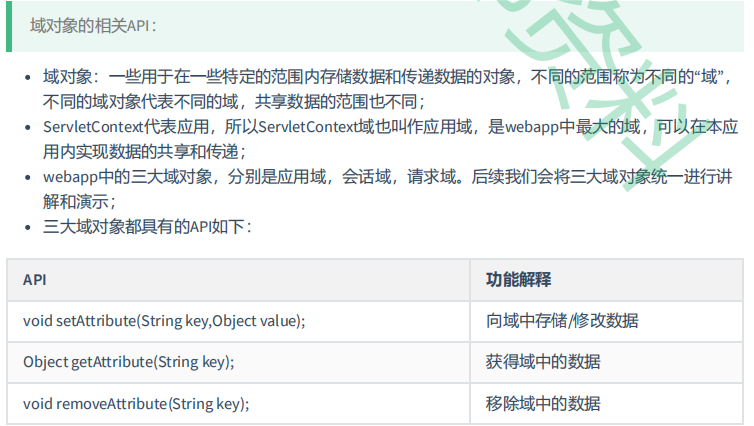 域对象的相关API：
域对象：一些用于在一些特定的范围内存储数据和传递数据的对象，不同的范围称为不同的“域”，
不同的域对象代表不同的域，共享数据的范围也不同；
ServletContext代表应用，所以ServletContext域也叫作应用域，是webapp中最大的域，可以在本应
用内实现数据的共享和传递；
webapp中的三大域对象，分别是应用域，会话域，请求域。后续我们会将三大域对象统一进行讲
解和演示；
三大域对象都具有的API如下：
API 功能解释
void setAttribute(String key,Object value); 向域中存储/修改数据
Object getAttribute(String key); 获得域中的数据
void removeAttribute(String key); 移除域中的数据
资料